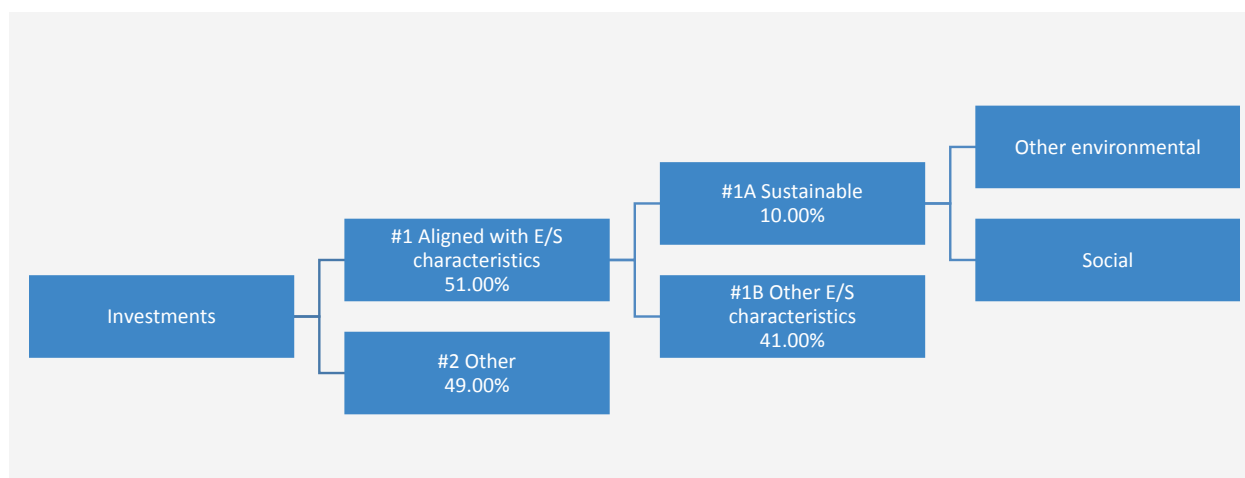 Investments
#1 Aligned with E/S
characteristics
51.00%
#2 Other
49.00%
#1A Sustainable
10.00%
#1B Other E/S
characteristics
41.00%
Other environmental
Social